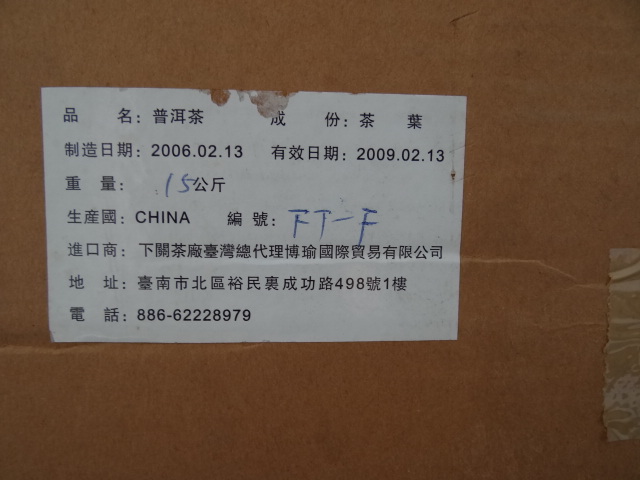 品 名：普洱茶 成 份：茶 葉
制造日期：2006.02.13 有效日期：2009.02.13
重 量： 15公斤
生産國：CHINA 編 號：FT-F
進口商：下關茶廠臺灣總代理博瑜國際貿易有限公司
地 址：臺南市北區裕民裏成功路498號1樓
電 話：886-62228979